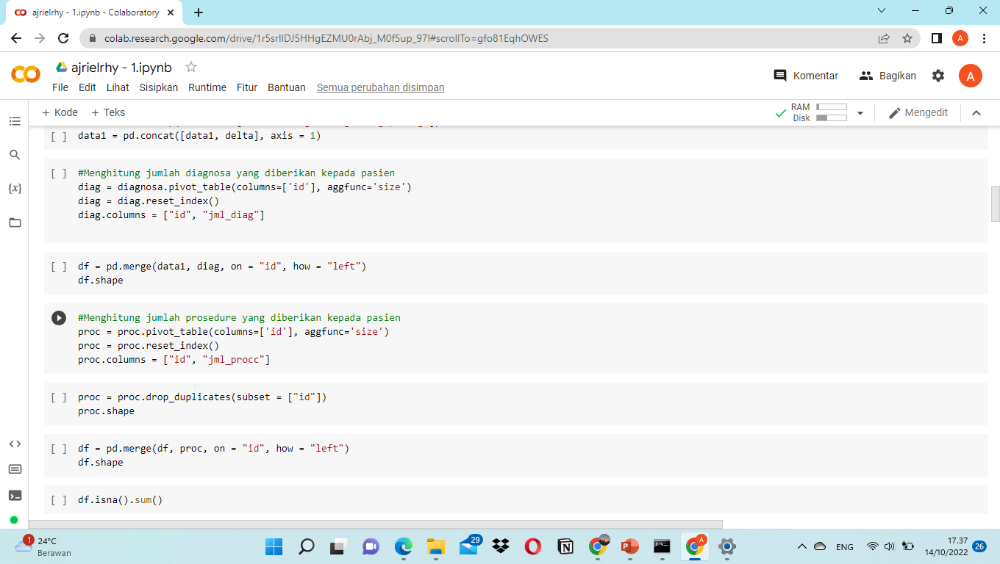 ajrielrhy - 1.ipynb - Colaboratory
colab.research.google.com/drive/1r5srIIDJ5HHgEZMU0rAbj_M0f5up_97I#scrollTo=gfo81EqhOWES
A
ajrielrhy - 1.ipynb
Komentar
Bagikan
A
File Edit Lihat Sisipkan Runtime Fitur Bantuan Semua perubahan disimpan
+ Kode + Teks
RAM
Disk
Mengedit
[ ] data1 = pd.concat([data1, delta], axis = 1)
[ ] #Menghitung jumlah diagnosa yang diberikan kepada pasien
diag = diagnosa.pivot_table(columns=['id'], aggfunc='size')
diag = diag.reset_index()
diag.columns = ["id", "jml_diag"]
{x}
[ ] df = pd.merge(data1, diag, on = "id", how = "left")
df.shape
#Menghitung jumlah prosedure yang diberikan kepada pasien
proc = proc.pivot_table(columns=['id'], aggfunc='size')
proc = proc.reset_index()
proc.columns = ["id", "jml_procc"]
[ ] proc = proc.drop_duplicates(subset = ["id"])
proc.shape
[ ] df = pd.merge(df, proc, on = "id", how = "left")
df.shape
[ ] df.isna().sum()
1
24°C
Berawan
29
A
ENG
17.37
14/10/2022
26